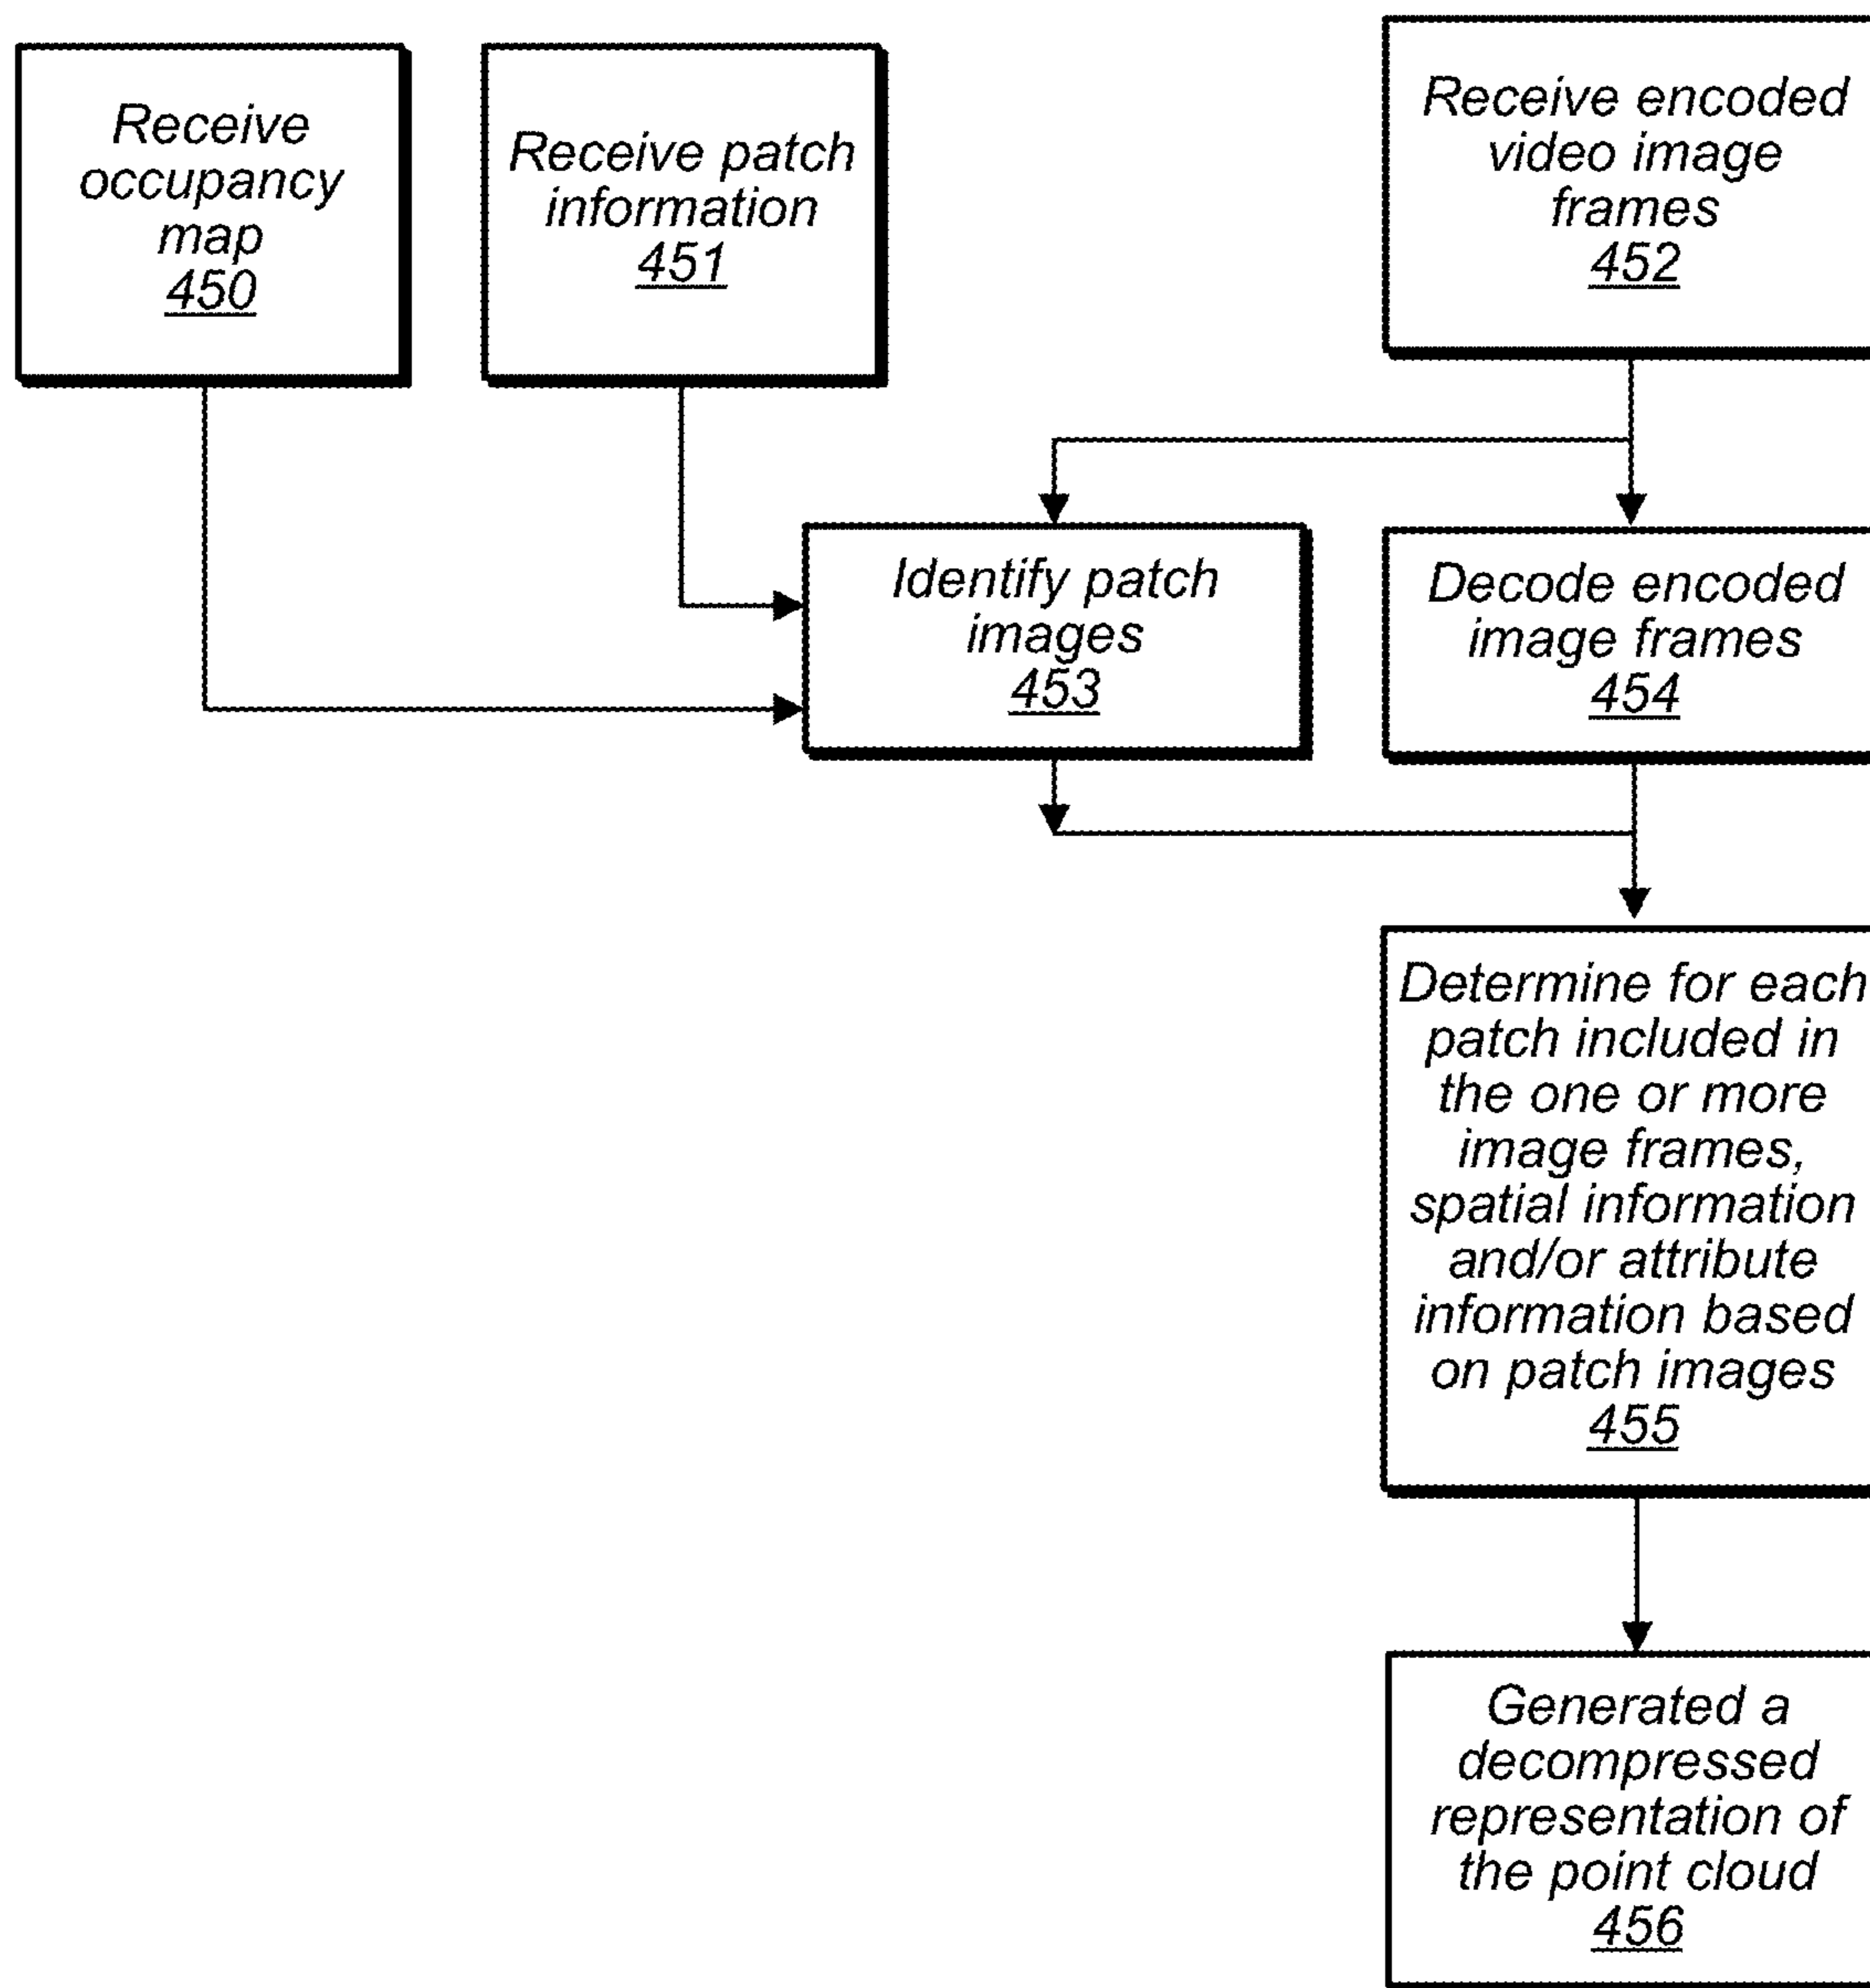 Receive
occupancy
map
450
Receive patch
information
451
Receive encoded
video image
frames
452
Identify patch
images
453
Decode encoded
image frames
454
Determine for each
patch included in
the one or more
image frames,
spatial information
and/or attribute
information based
on patch images
455
Generated a
decompressed
representation of
the point cloud
456